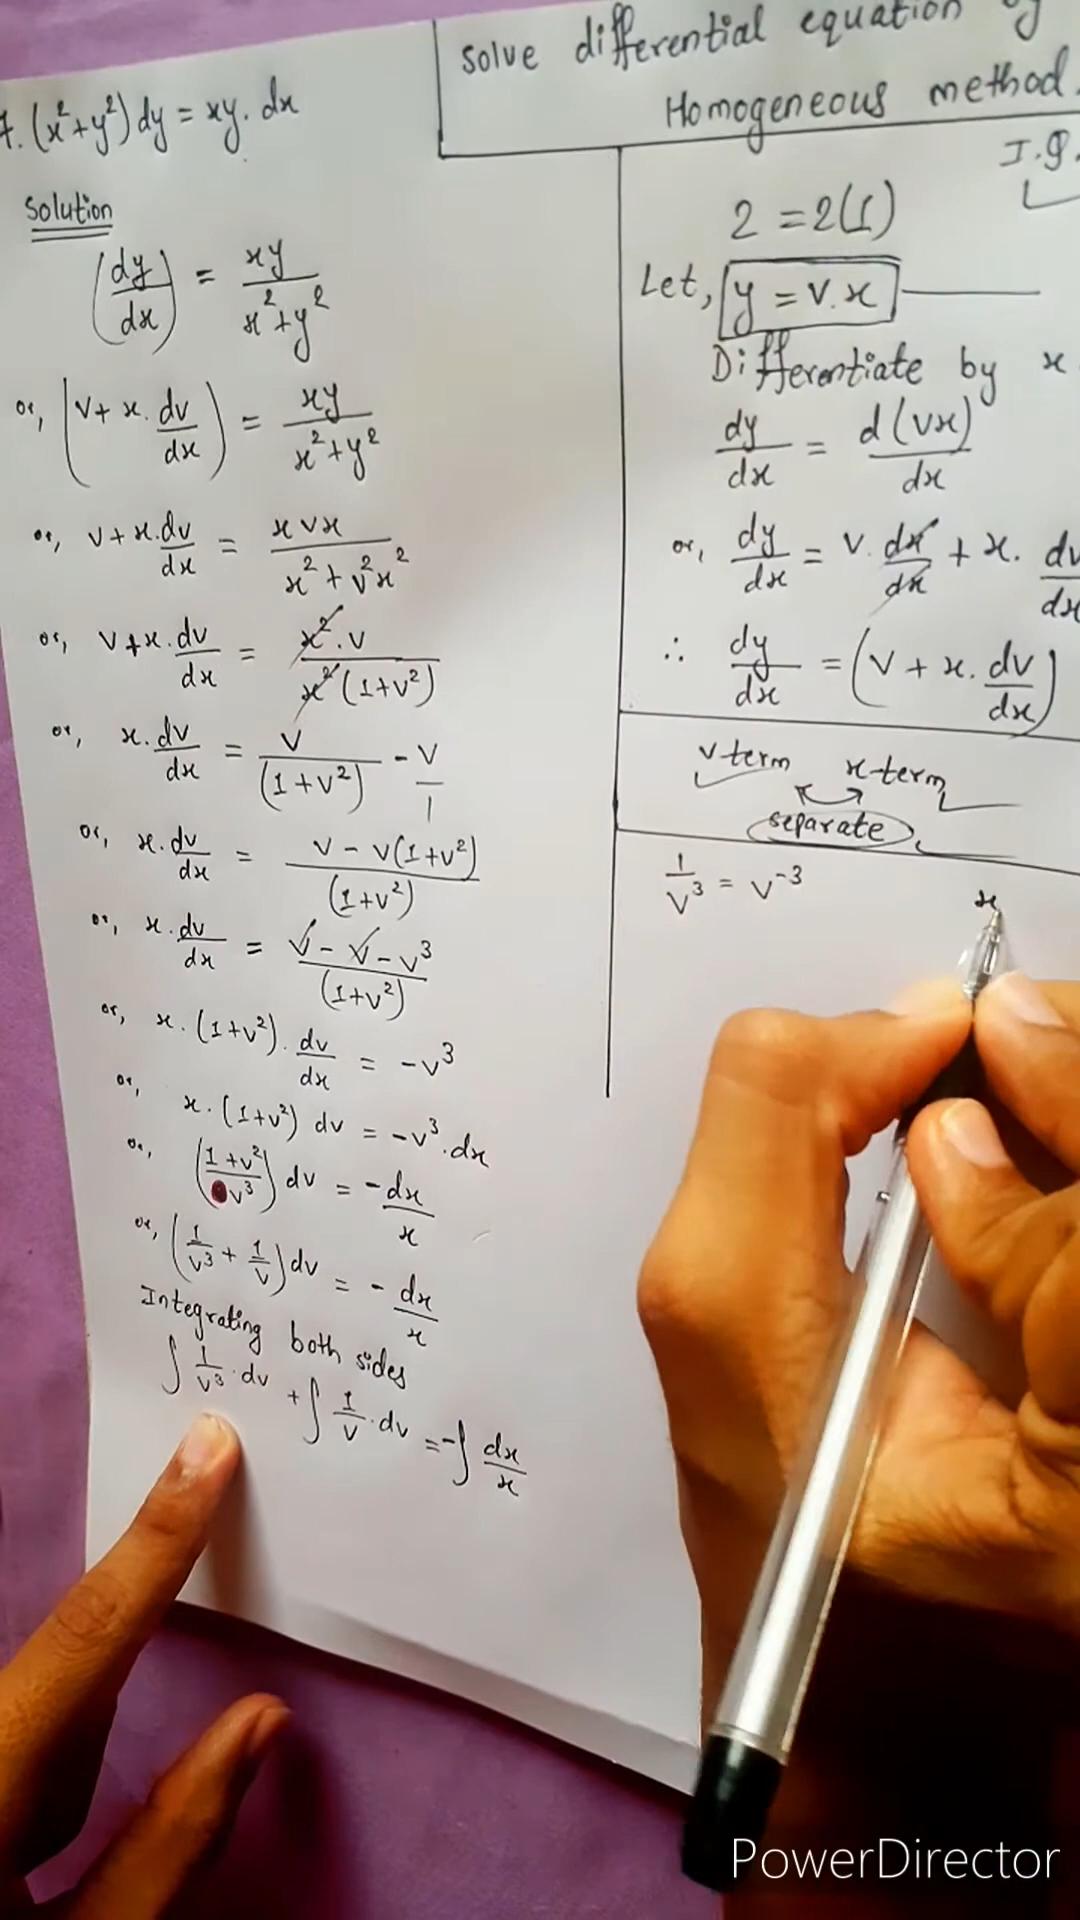 7. (x²+y²) dy = xy. dx
solve differential equation by
Homogeneous method.
Solution
(dy/dx) = xy/(x²+y²)
or, (v + x. dv/dx) = xy/(x²+y²)
or, v + x. dv/dx = x v x/(x² + v² x²)
or, v + x. dv/dx = x². v/(x² (1+v²))
or, x. dv/dx = v/(1+v²) - v/1
or, x. dv/dx = (v - v(1+v²))/(1+v²)
or, x. dv/dx = (v - v - v³)/(1+v²)
or, x. (1+v²). dv/dx = -v³
or, x. (1+v²) dv = -v³. dx
or, ((1+v²)/v³) dv = -dx/x
or, (1/v³ + 1/v) dv = - dx/x
Integrating both sides
∫ 1/v³ . dv + ∫ 1/v . dv = -∫ dx/x
2 = 2(1)
Let, y = v. x
Differentiate by x
dy/dx = d(vx)/dx
or, dy/dx = v. dx/dx + x. dv/dx
∴ dy/dx = (v + x. dv/dx)
v term x-term
separate
1/v³ = v⁻³
x
PowerDirector